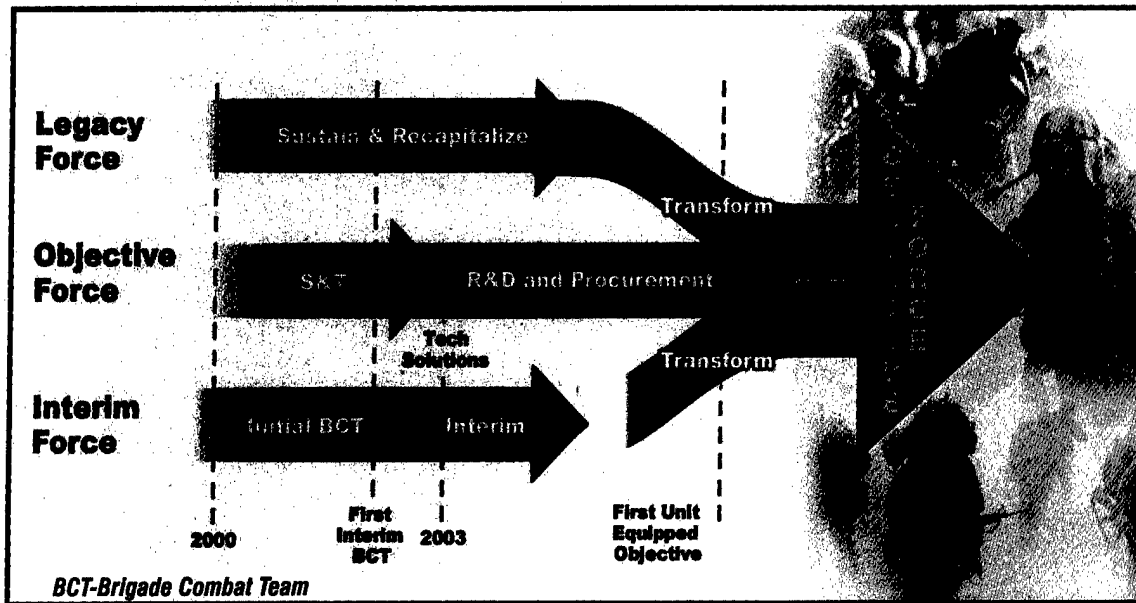 Legacy
Force
Sustain & Recapitalize
Transform
Objective
Force
S&T
R&D and Procurement
Tech
Solutions
Transform
Interim
Force
Initial BCT
Interim
2000
First
Interim
BCT
2003
First Unit
Equipped
Objective
BCT-Brigade Combat Team